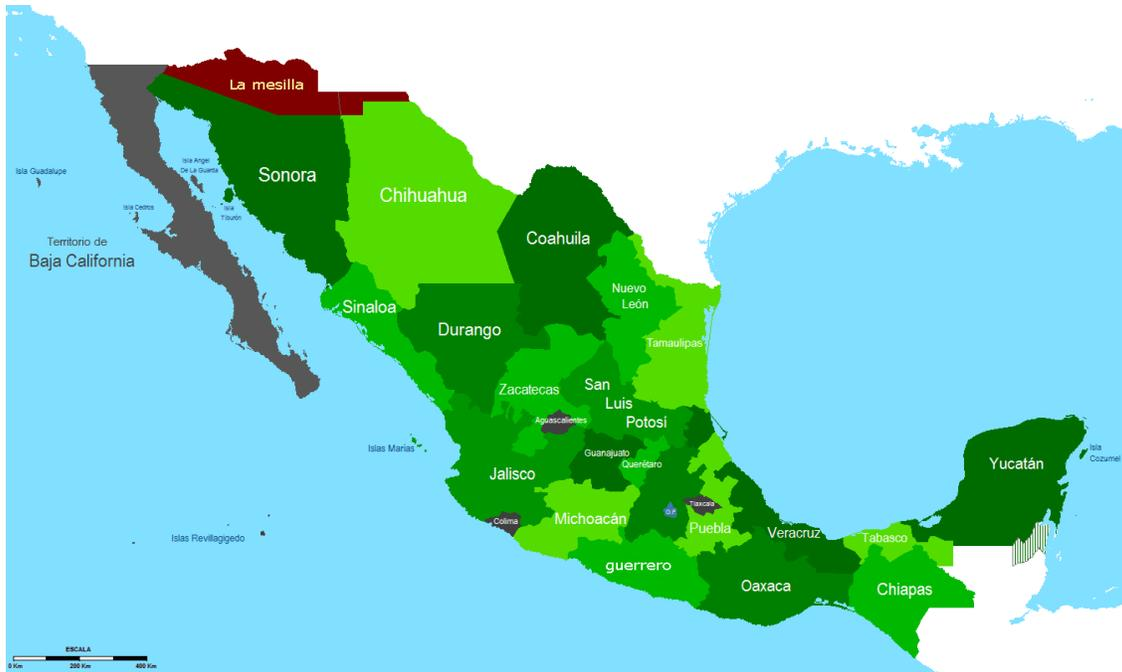 La mesilla
Isla Angel
De La Guarda
Isla Guadalupe
Sonora
Chihuahua
Isla Cedros
Isla
Tiburón
Territorio de
Baja California
Coahuila
Nuevo
León
Sinaloa
Durango
Tamaulipas
Zacatecas
San
Luis
Potosi
Aguascalientes
Islas Marias
Guanajuato
Querétaro
Jalisco
Yucatán
Isla
Cozumel
Tlaxcala
D.F
Colima
Michoacán
Puebla
Veracruz
Tabasco
Islas Revillagigedo
guerrero
Oaxaca
Chiapas
ESCALA
0 Km 200 Km 400 Km